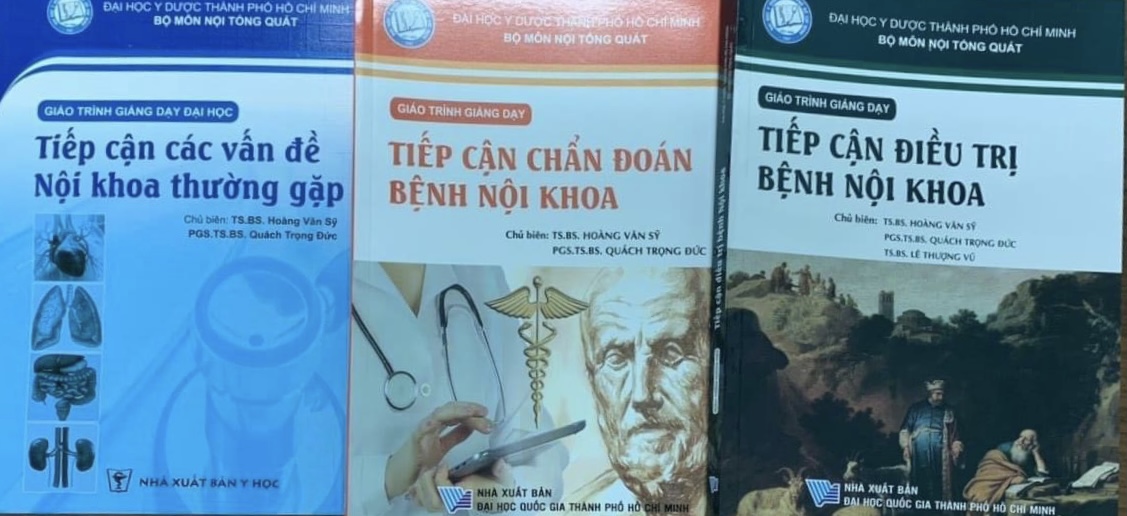 ĐẠI HỌC Y DƯỢC THÀNH PHỐ HỒ CHÍ MINH
BỘ MÔN NỘI TỔNG QUÁT
GIÁO TRÌNH GIẢNG DẠY ĐẠI HỌC
Tiếp cận các vấn đề
Nội khoa thường gặp
Chủ biên: TS.BS. Hoàng Văn Sỹ
PGS.TS.BS. Quách Trọng Đức
NHÀ XUẤT BẢN Y HỌC
ĐẠI HỌC Y DƯỢC THÀNH PHỐ HỒ CHÍ MINH
BỘ MÔN NỘI TỔNG QUÁT
GIÁO TRÌNH GIẢNG DẠY
TIẾP CẬN CHẨN ĐOÁN
BỆNH NỘI KHOA
Chủ biên: TS.BS. HOÀNG VĂN SỸ
PGS.TS.BS. QUÁCH TRỌNG ĐỨC
NHÀ XUẤT BẢN
ĐẠI HỌC QUỐC GIA THÀNH PHỐ HỒ CHÍ MINH
Tiếp cận điều trị bệnh Nội khoa
ĐẠI HỌC Y DƯỢC THÀNH PHỐ HỒ CHÍ MINH
BỘ MÔN NỘI TỔNG QUÁT
GIÁO TRÌNH GIẢNG DẠY
TIẾP CẬN ĐIỀU TRỊ
BỆNH NỘI KHOA
Chủ biên: TS.BS. HOÀNG VĂN SỸ
PGS.TS.BS. QUÁCH TRỌNG ĐỨC
TS.BS. LÊ THƯỢNG VŨ
NHÀ XUẤT BẢN
ĐẠI HỌC QUỐC GIA THÀNH PHỐ HỒ CHÍ MINH